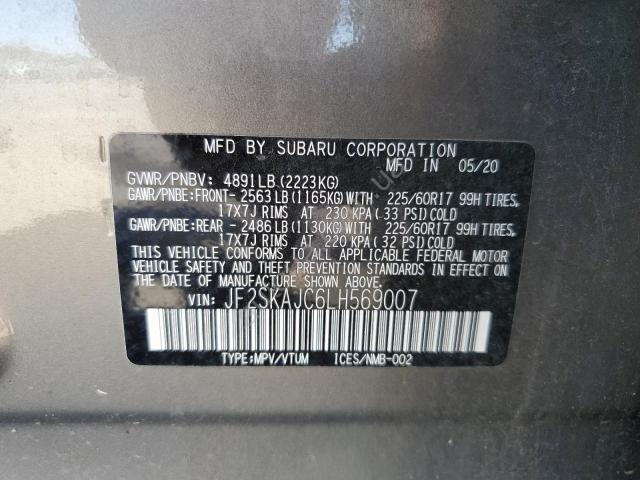 MFD BY SUBARU CORPORATION
MFD IN 05/20
GVWR/PNBV: 4891LB (2223KG)
GAWR/PNBE:FRONT- 2563LB (1165KG)WITH 225/60R17 99H TIRES,
17X7J RIMS AT 230 KPA (33 PSI)COLD
GAWR/PNBE:REAR - 2486LB (1130KG)WITH 225/60R17 99H TIRES,
17X7J RIMS AT 220 KPA (32 PSI)COLD
THIS VEHICLE CONFORMS TO ALL APPLICABLE FEDERAL MOTOR
VEHICLE SAFETY AND THEFT PREVENTION STANDARDS IN EFFECT ON
THE DATE OF MANUFACTURE SHOWN ABOVE.
VIN: JF2SKAJC6LH569007
TYPE:MPV/VTUM ICES/NMB-002